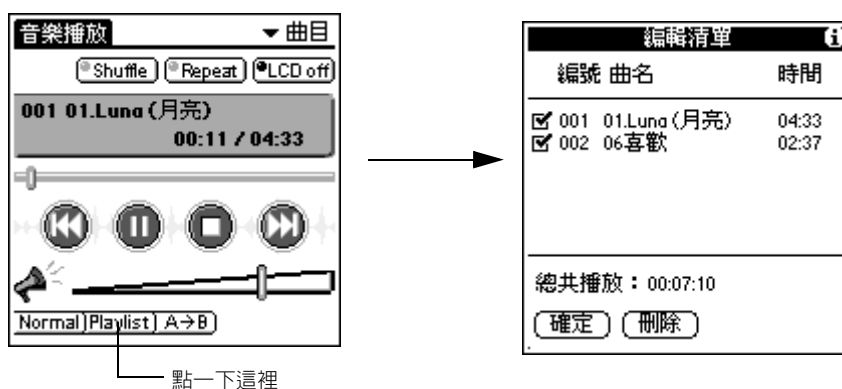 音樂播放 曲目
Shuffle Repeat LCD off
001 01.Luna (月亮)
00:11 / 04:33
Normal Playlist A→B
點一下這裡
編輯清單 i
編號 曲名 時間
001 01.Luna (月亮) 04:33
002 06喜歡 02:37
總共播放：00:07:10
確定 刪除